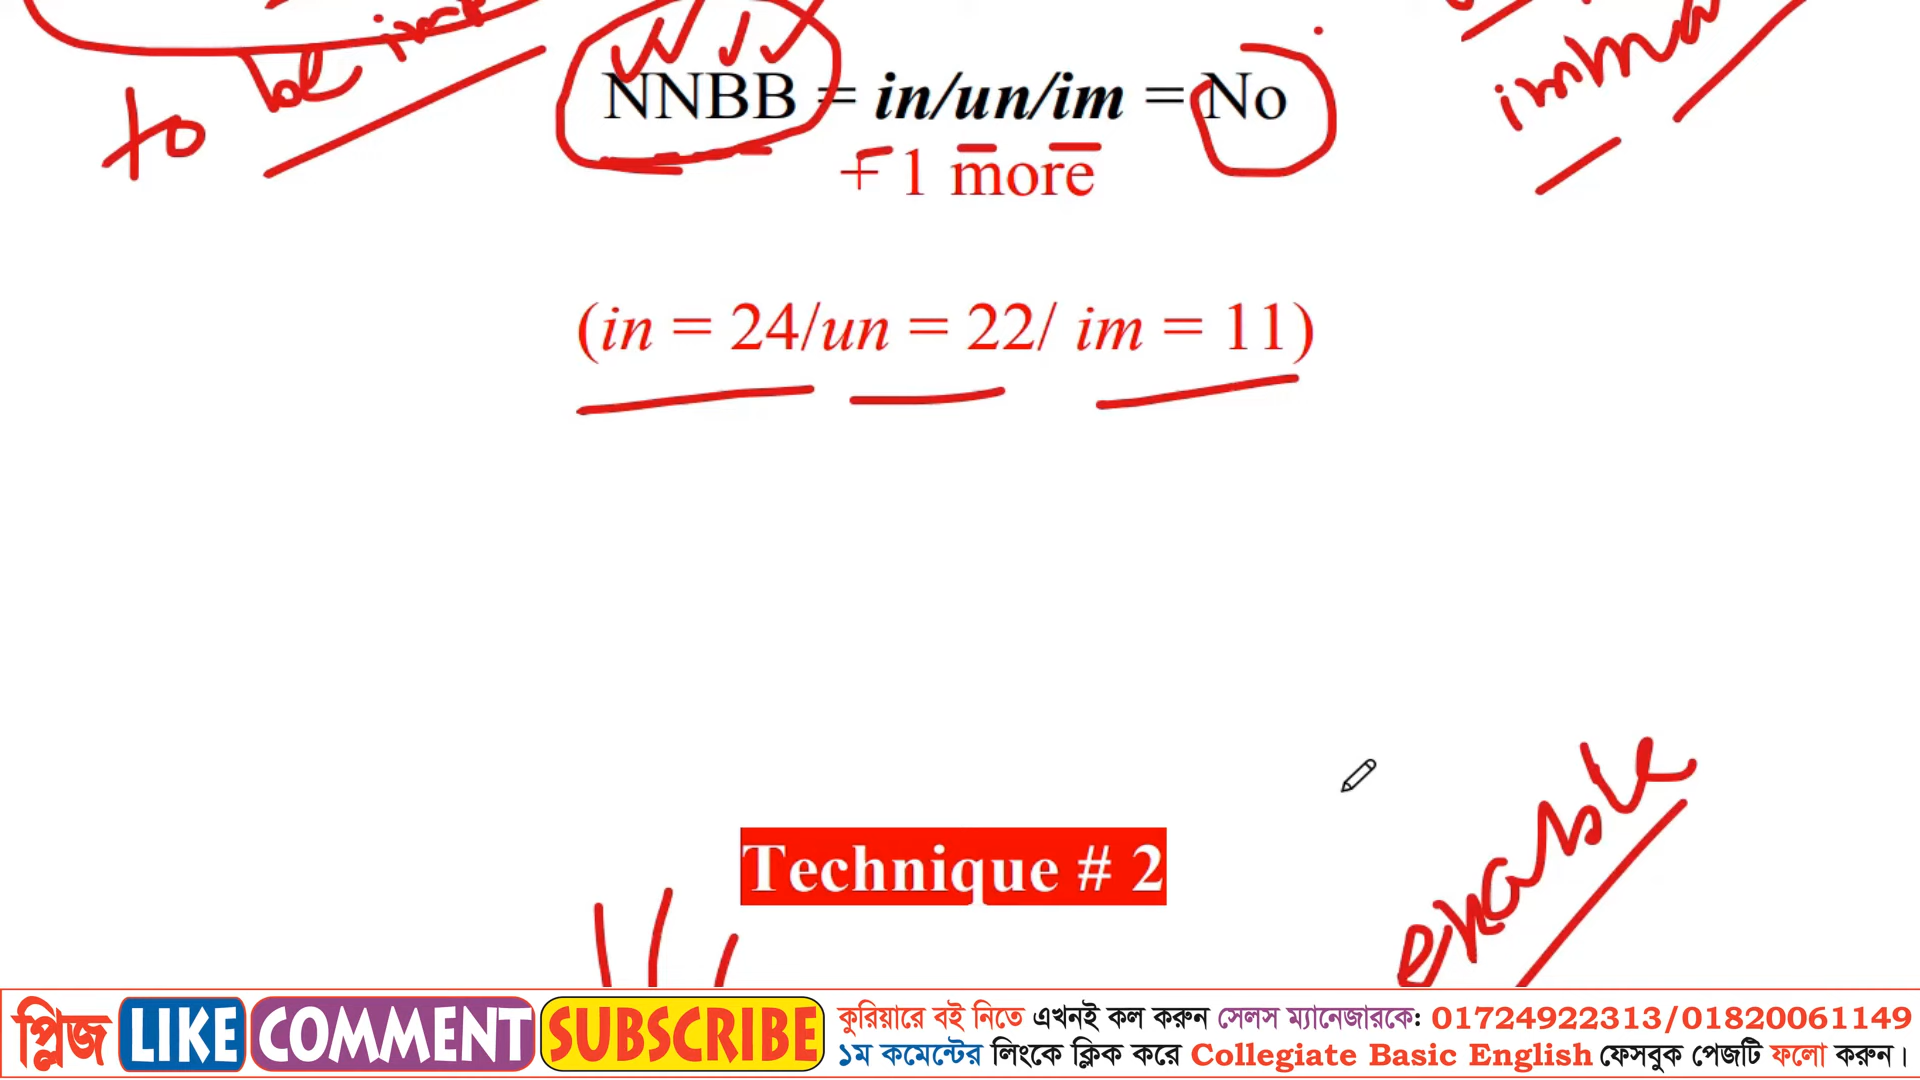 to be
NNBB = in/un/im = No
+ 1 more
(in = 24/un = 22/ im = 11)
Technique # 2
enable
প্লিজ LIKE COMMENT SUBSCRIBE
কুরিয়ারে বই নিতে এখনই কল করুন সেলস ম্যানেজারকে: 01724922313/01820061149
১ম কমেন্টের লিংকে ক্লিক করে Collegiate Basic English ফেসবুক পেজটি ফলো করুন।